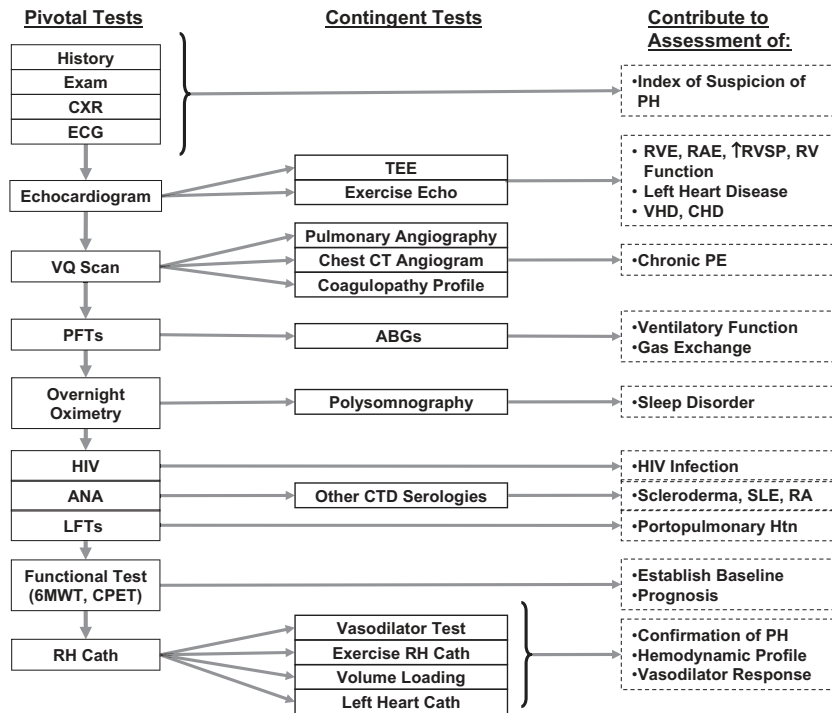 Pivotal Tests
Contingent Tests
Contribute to
Assessment of:
History
Exam
CXR
ECG
•Index of Suspicion of
PH
Echocardiogram
TEE
Exercise Echo
• RVE, RAE, ↑RVSP, RV
Function
• Left Heart Disease
• VHD, CHD
VQ Scan
Pulmonary Angiography
Chest CT Angiogram
Coagulopathy Profile
•Chronic PE
PFTs
ABGs
•Ventilatory Function
•Gas Exchange
Overnight
Oximetry
Polysomnography
•Sleep Disorder
HIV
•HIV Infection
ANA
Other CTD Serologies
•Scleroderma, SLE, RA
LFTs
•Portopulmonary Htn
Functional Test
(6MWT, CPET)
•Establish Baseline
•Prognosis
RH Cath
Vasodilator Test
Exercise RH Cath
Volume Loading
Left Heart Cath
•Confirmation of PH
•Hemodynamic Profile
•Vasodilator Response